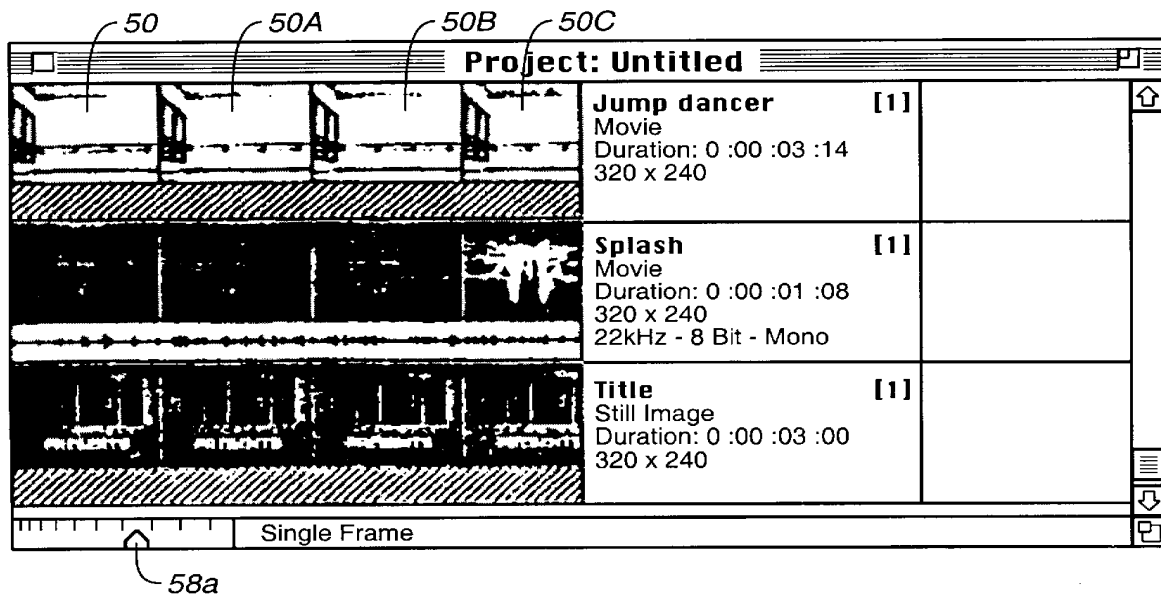 50 50A 50B 50C
Project: Untitled
Jump dancer [1]
Movie
Duration: 0 :00 :03 :14
320 x 240
Splash [1]
Movie
Duration: 0 :00 :01 :08
320 x 240
22kHz - 8 Bit - Mono
Title [1]
Still Image
Duration: 0 :00 :03 :00
320 x 240
Single Frame
58a